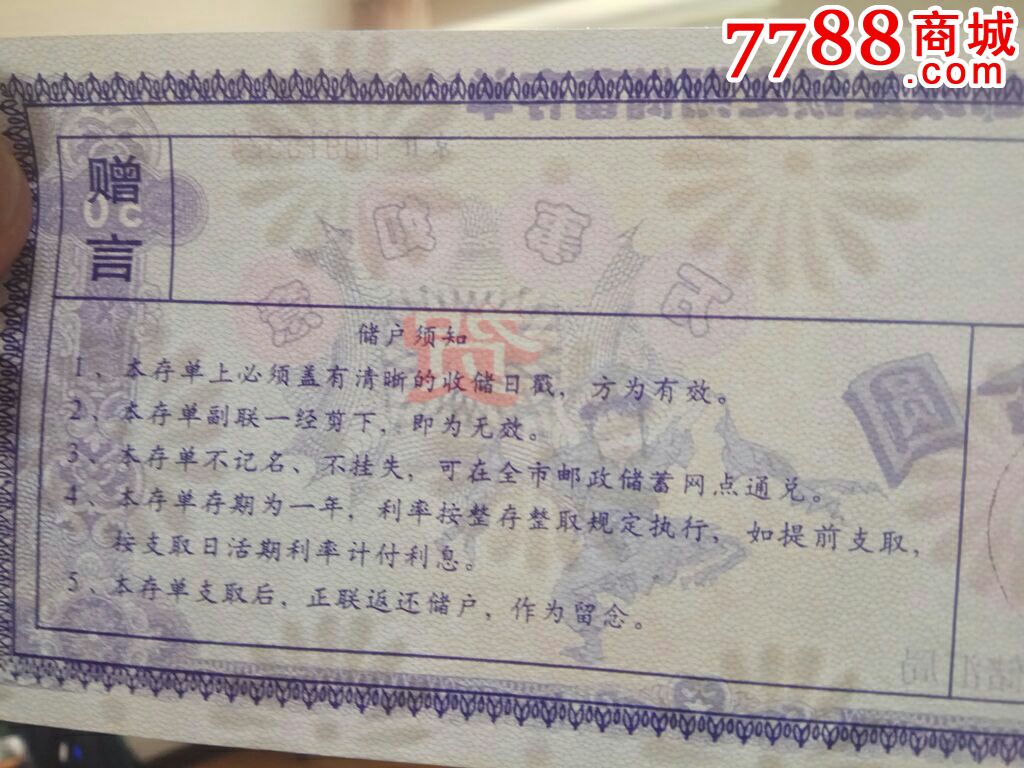 7788商城
.com
赠
言
储户须知
1、本存单上必须盖有清晰的收储日戳，方为有效。
2、本存单副联一经剪下，即为无效。
3、本存单不记名、不挂失，可在全市邮政储蓄网点通兑。
4、本存单存期为一年，利率按整存整取规定执行，如提前支取，
按支取日活期利率计付利息。
5、本存单支取后，正联返还储户，作为留念。